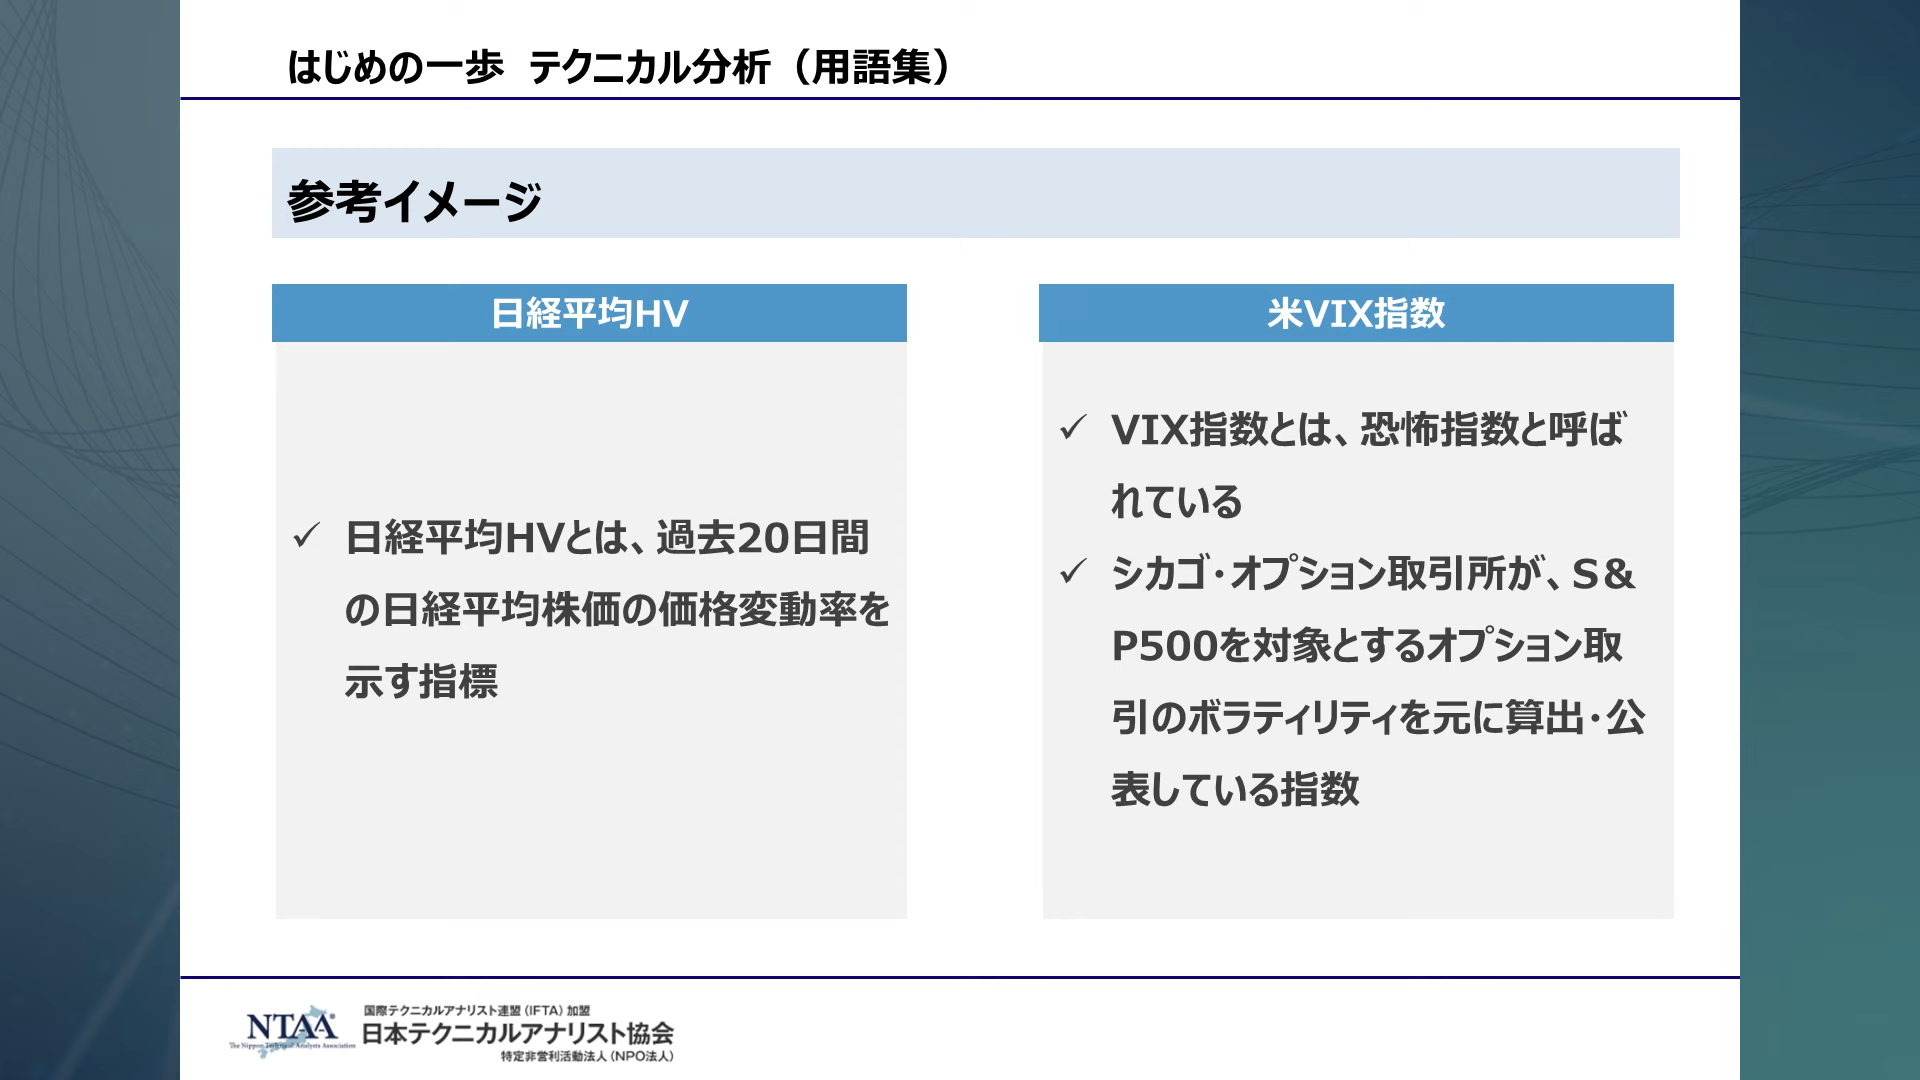 はじめの一歩 テクニカル分析（用語集）
参考イメージ
日経平均HV
✓ 日経平均HVとは、過去20日間
の日経平均株価の価格変動率を
示す指標
米VIX指数
✓ VIX指数とは、恐怖指数と呼ば
れている
✓ シカゴ・オプション取引所が、S＆
P500を対象とするオプション取
引のボラティリティを元に算出・公
表している指数
NTAA
The Nippon Technical Analysts Association
国際テクニカルアナリスト連盟（IFTA）加盟
日本テクニカルアナリスト協会
特定非営利活動法人（NPO法人）